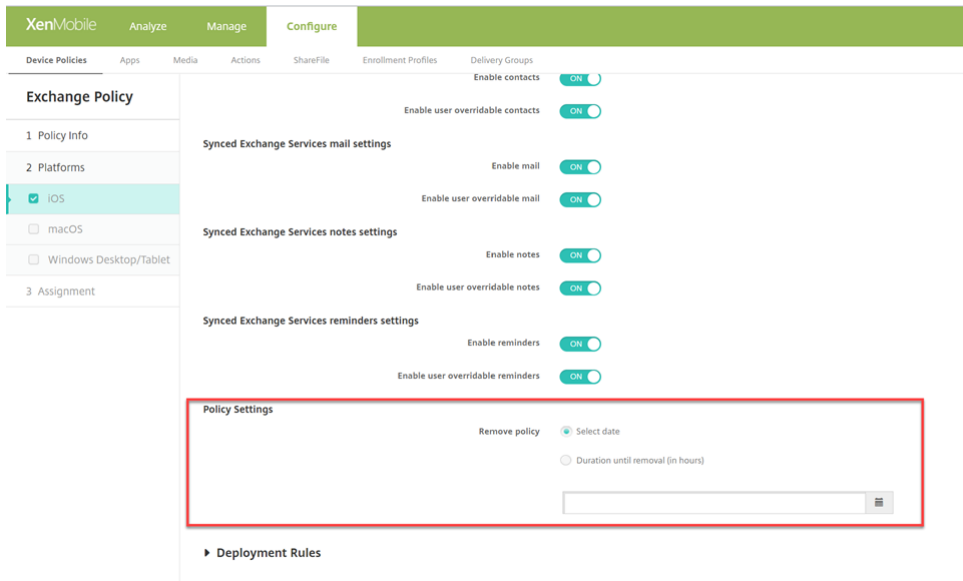 XenMobile Analyze Manage Configure
Device Policies Apps Media Actions ShareFile Enrollment Profiles Delivery Groups
Exchange Policy
1 Policy Info
2 Platforms
iOS
macOS
Windows Desktop/Tablet
3 Assignment
Enable contacts ON
Enable user overridable contacts ON
Synced Exchange Services mail settings
Enable mail ON
Enable user overridable mail ON
Synced Exchange Services notes settings
Enable notes ON
Enable user overridable notes ON
Synced Exchange Services reminders settings
Enable reminders ON
Enable user overridable reminders ON
Policy Settings
Remove policy Select date
Duration until removal (in hours)
Deployment Rules